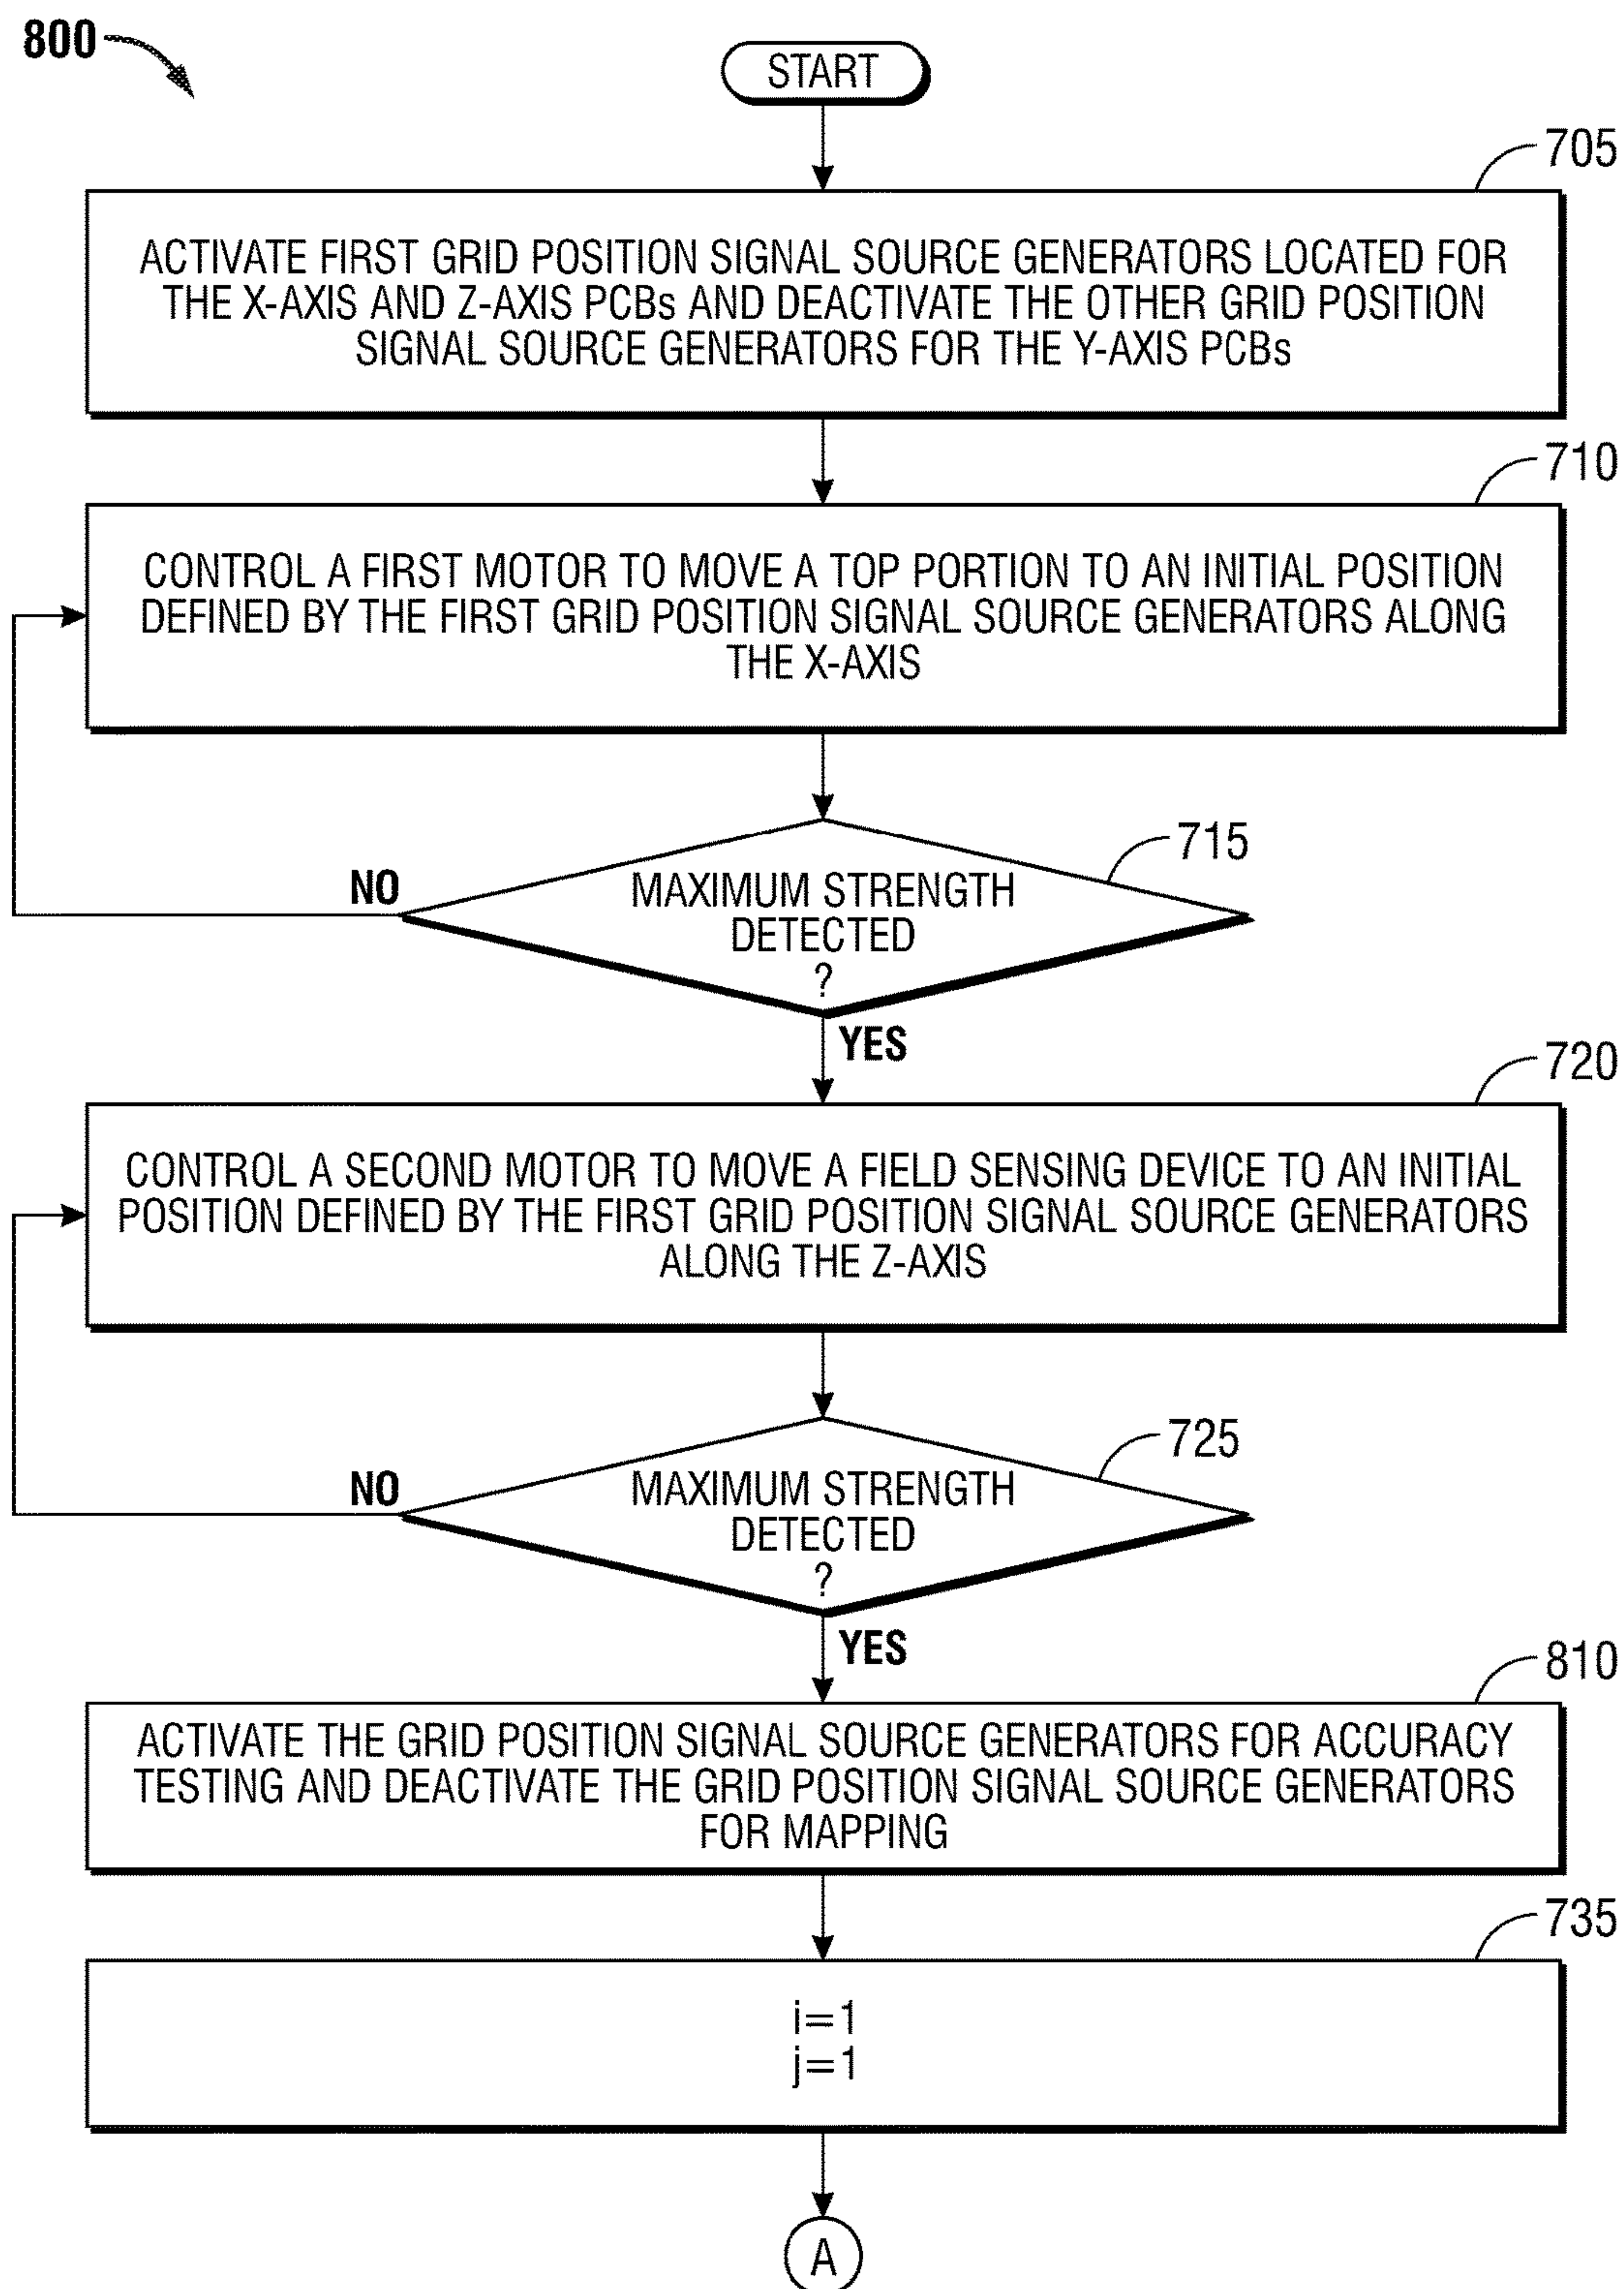 800
START
705
ACTIVATE FIRST GRID POSITION SIGNAL SOURCE GENERATORS LOCATED FOR
THE X-AXIS AND Z-AXIS PCBs AND DEACTIVATE THE OTHER GRID POSITION
SIGNAL SOURCE GENERATORS FOR THE Y-AXIS PCBs
710
CONTROL A FIRST MOTOR TO MOVE A TOP PORTION TO AN INITIAL POSITION
DEFINED BY THE FIRST GRID POSITION SIGNAL SOURCE GENERATORS ALONG
THE X-AXIS
715
NO
MAXIMUM STRENGTH
DETECTED
?
YES
720
CONTROL A SECOND MOTOR TO MOVE A FIELD SENSING DEVICE TO AN INITIAL
POSITION DEFINED BY THE FIRST GRID POSITION SIGNAL SOURCE GENERATORS
ALONG THE Z-AXIS
725
NO
MAXIMUM STRENGTH
DETECTED
?
YES
810
ACTIVATE THE GRID POSITION SIGNAL SOURCE GENERATORS FOR ACCURACY
TESTING AND DEACTIVATE THE GRID POSITION SIGNAL SOURCE GENERATORS
FOR MAPPING
735
i=1
j=1
A